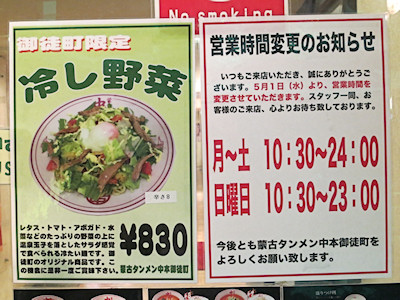 No smoking
御徒町限定
冷し野菜
辛さ0
レタス・トマト・アボガド・水
菜などのたっぷりの野菜の上に
温泉玉子を落としたサラダ感覚
で食べられる冷たい麺です。御
徒町のオリジナル商品です。こ
の機会に是非一度ご賞味下さい。
¥830
蒙古タンメン中本御徒町
営業時間変更のお知らせ
いつもご来店いただき、誠にありがとうご
ざいます。5月1日（水）より、営業時間を
変更させていただきます。スタッフ一同、お
客様のご来店、心よりお待ち致しております。
月～土 10:30～24:00
日曜日 10:30～23:00
今後とも蒙古タンメン中本御徒町を
よろしくお願い致します。